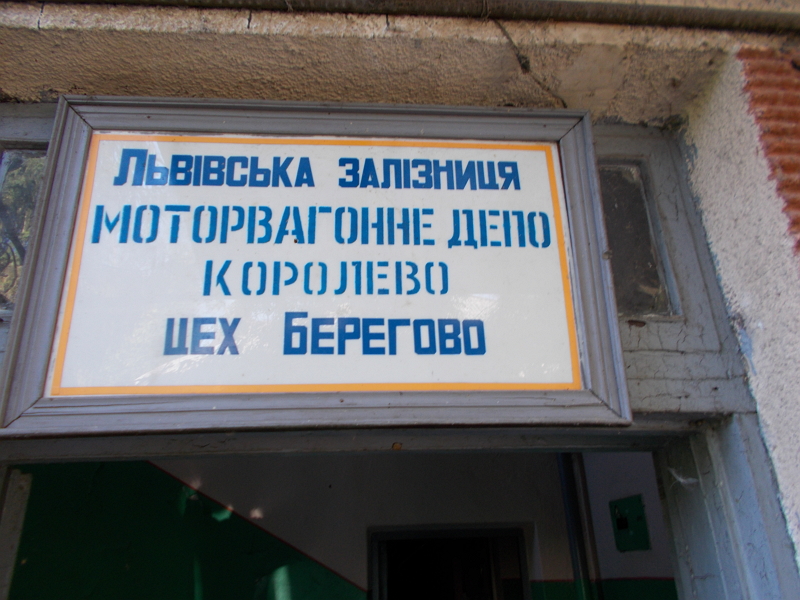 Львівська залізниця
МОТОРВАГОННЕ ДЕПО
КОРОЛЕВО
цех Берегово